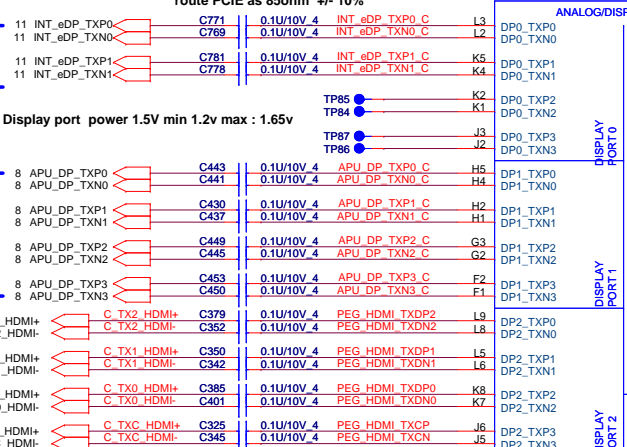 route PCIE as 85ohm +/- 10%
ANALOG/DISP
11 INT_eDP_TXP0 C771 0.1U/10V_4 INT_eDP_TXP0_C L3 DP0_TXP0
11 INT_eDP_TXN0 C769 0.1U/10V_4 INT_eDP_TXN0_C L2 DP0_TXN0
11 INT_eDP_TXP1 C781 0.1U/10V_4 INT_eDP_TXP1_C K5 DP0_TXP1
11 INT_eDP_TXN1 C778 0.1U/10V_4 INT_eDP_TXN1_C K4 DP0_TXN1
TP85 K2 DP0_TXP2
TP84 K1 DP0_TXN2
Display port power 1.5V min 1.2v max : 1.65v
TP87 J3 DP0_TXP3
TP86 J2 DP0_TXN3
DISPLAY
PORT 0
8 APU_DP_TXP0 C443 0.1U/10V_4 APU_DP_TXP0_C H5 DP1_TXP0
8 APU_DP_TXN0 C441 0.1U/10V_4 APU_DP_TXN0_C H4 DP1_TXN0
8 APU_DP_TXP1 C430 0.1U/10V_4 APU_DP_TXP1_C H2 DP1_TXP1
8 APU_DP_TXN1 C437 0.1U/10V_4 APU_DP_TXN1_C H1 DP1_TXN1
8 APU_DP_TXP2 C449 0.1U/10V_4 APU_DP_TXP2_C G3 DP1_TXP2
8 APU_DP_TXN2 C445 0.1U/10V_4 APU_DP_TXN2_C G2 DP1_TXN2
8 APU_DP_TXP3 C453 0.1U/10V_4 APU_DP_TXP3_C F2 DP1_TXP3
8 APU_DP_TXN3 C450 0.1U/10V_4 APU_DP_TXN3_C F1 DP1_TXN3
DISPLAY
PORT 1
_HDMI+ C_TX2_HDMI+ C379 0.1U/10V_4 PEG_HDMI_TXDP2 L9 DP2_TXP0
_HDMI- C_TX2_HDMI- C352 0.1U/10V_4 PEG_HDMI_TXDN2 L8 DP2_TXN0
_HDMI+ C_TX1_HDMI+ C350 0.1U/10V_4 PEG_HDMI_TXDP1 L5 DP2_TXP1
_HDMI- C_TX1_HDMI- C342 0.1U/10V_4 PEG_HDMI_TXDN1 L6 DP2_TXN1
_HDMI+ C_TX0_HDMI+ C385 0.1U/10V_4 PEG_HDMI_TXDP0 K8 DP2_TXP2
_HDMI- C_TX0_HDMI- C401 0.1U/10V_4 PEG_HDMI_TXDN0 K7 DP2_TXN2
_HDMI+ C_TXC_HDMI+ C325 0.1U/10V_4 PEG_HDMI_TXCP J6 DP2_TXP3
_HDMI- C_TXC_HDMI- C345 0.1U/10V_4 PEG_HDMI_TXCN J5 DP2_TXN3
DISPLAY
PORT 2